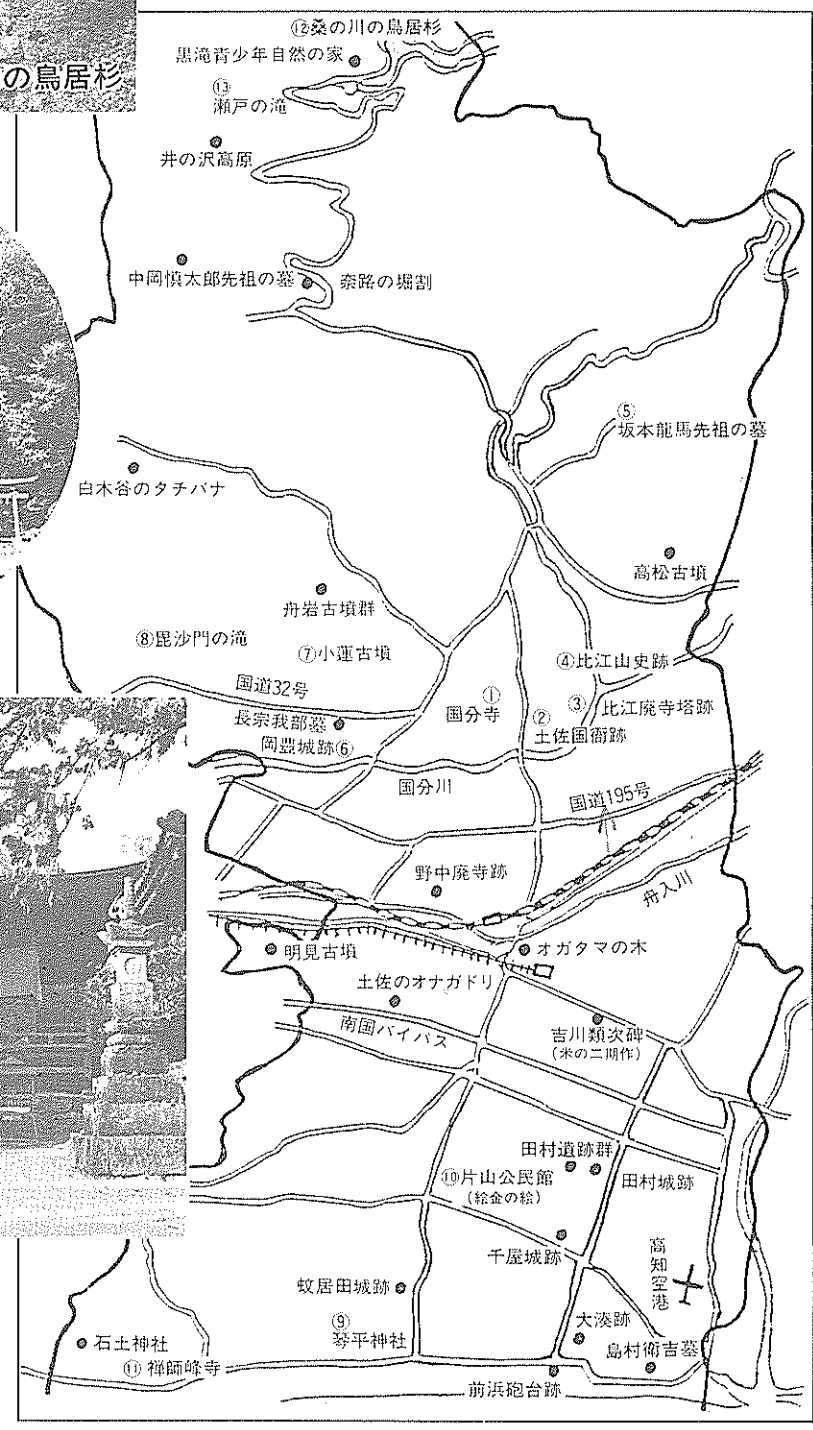 の鳥居杉
⑫桑の川の鳥居杉
黒滝青少年自然の家
⑬
瀬戸の滝
井の沢高原
中岡慎太郎先祖の墓
奈路の堀割
⑤
坂本龍馬先祖の墓
白木谷のタチバナ
高松古墳
舟岩古墳群
⑧毘沙門の滝
⑦小蓮古墳
④比江山史跡
国道32号
①
国分寺
③
比江廃寺塔跡
②
土佐国衙跡
長宗我部墓
岡豊城跡⑥
国分川
国道195号
野中廃寺跡
舟入川
明見古墳
オガタマの木
土佐のオナガドリ
南国バイパス
吉川類次碑
(米の二期作)
田村遺跡群
⑩片山公民館
(絵金の絵)
田村城跡
千屋城跡
高知空港
蚊居田城跡
⑨
琴平神社
大湊跡
石土神社
島村衛吉墓
⑪禅師峰寺
前浜砲台跡